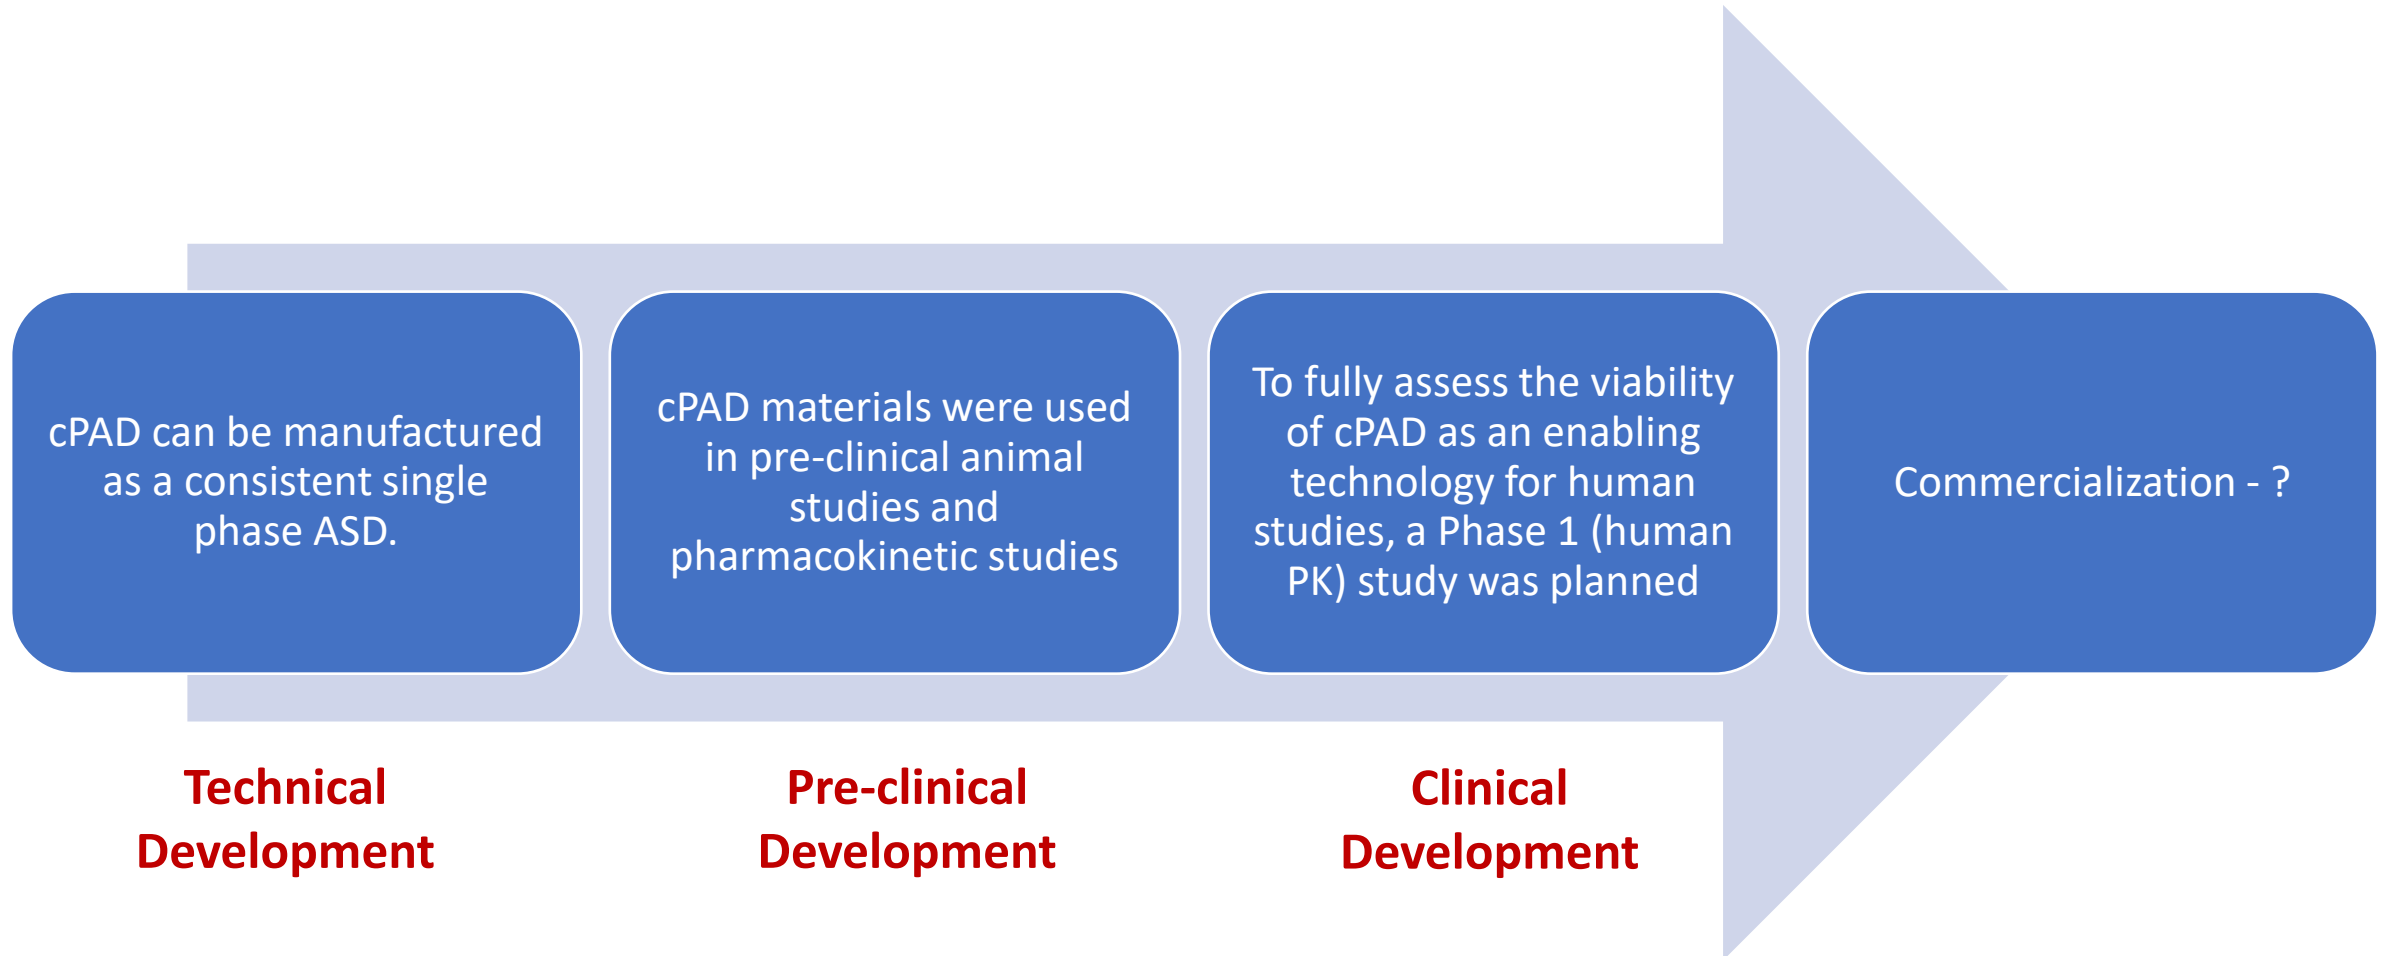 cPAD can be manufactured
as a consistent single
phase ASD.
cPAD materials were used
in pre-clinical animal
studies and
pharmacokinetic studies
To fully assess the viability
of cPAD as an enabling
technology for human
studies, a Phase 1 (human
PK) study was planned
Commercialization - ?
Technical
Development
Pre-clinical
Development
Clinical
Development